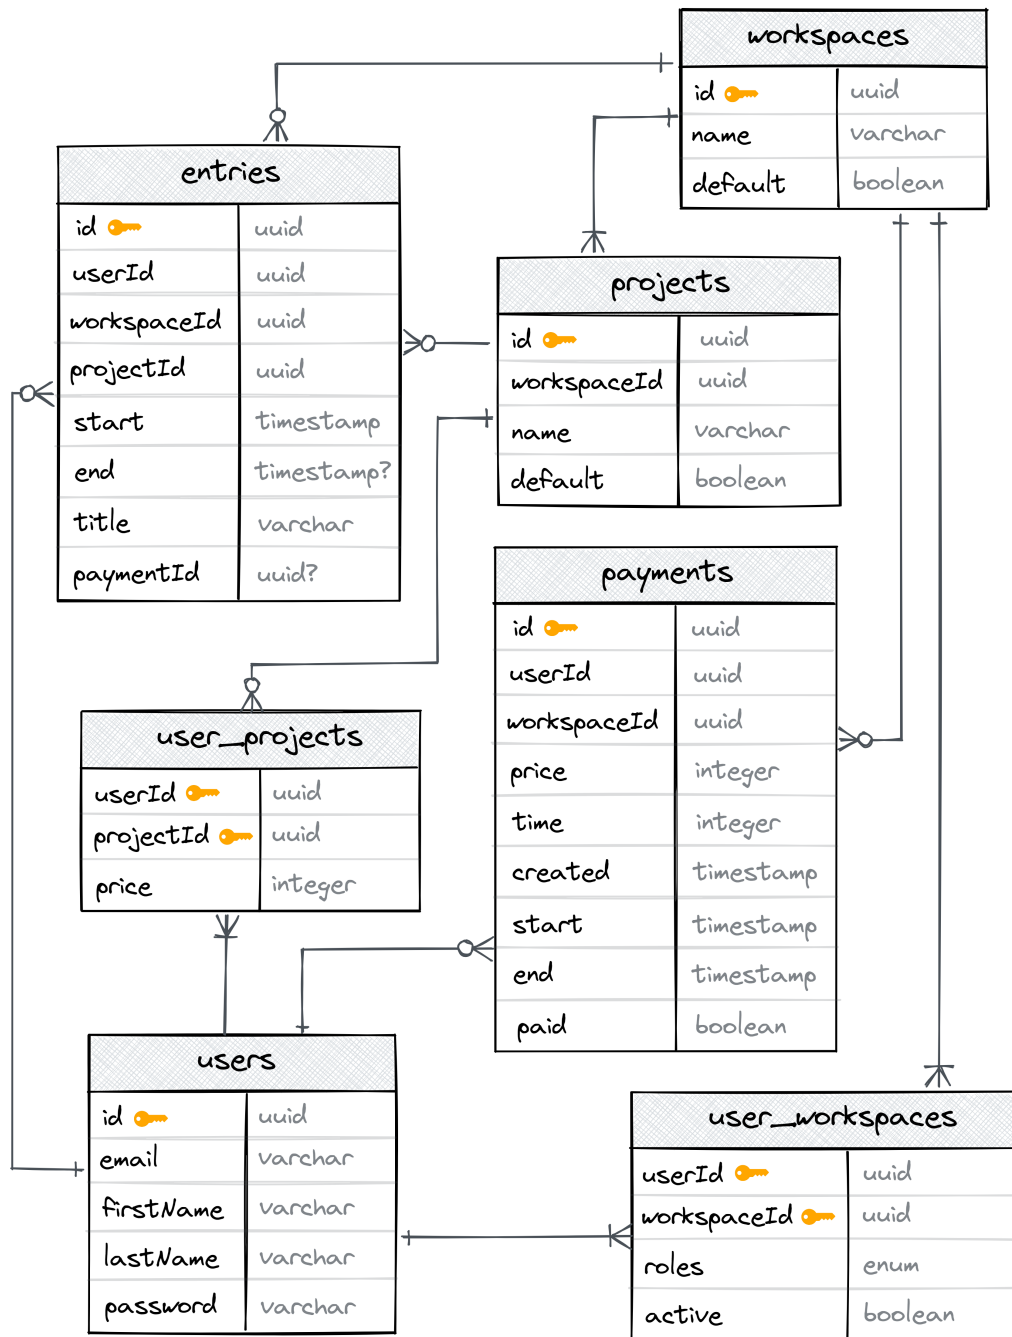 workspaces
id uuid
name varchar
default boolean
entries
id uuid
userId uuid
workspaceId uuid
projectId uuid
start timestamp
end timestamp?
title varchar
paymentId uuid?
projects
id uuid
workspaceId uuid
name varchar
default boolean
payments
id uuid
userId uuid
workspaceId uuid
price integer
time integer
created timestamp
start timestamp
end timestamp
paid boolean
user_projects
userId uuid
projectId uuid
price integer
users
id uuid
email varchar
firstName varchar
lastName varchar
password varchar
user_workspaces
userId uuid
workspaceId uuid
roles enum
active boolean